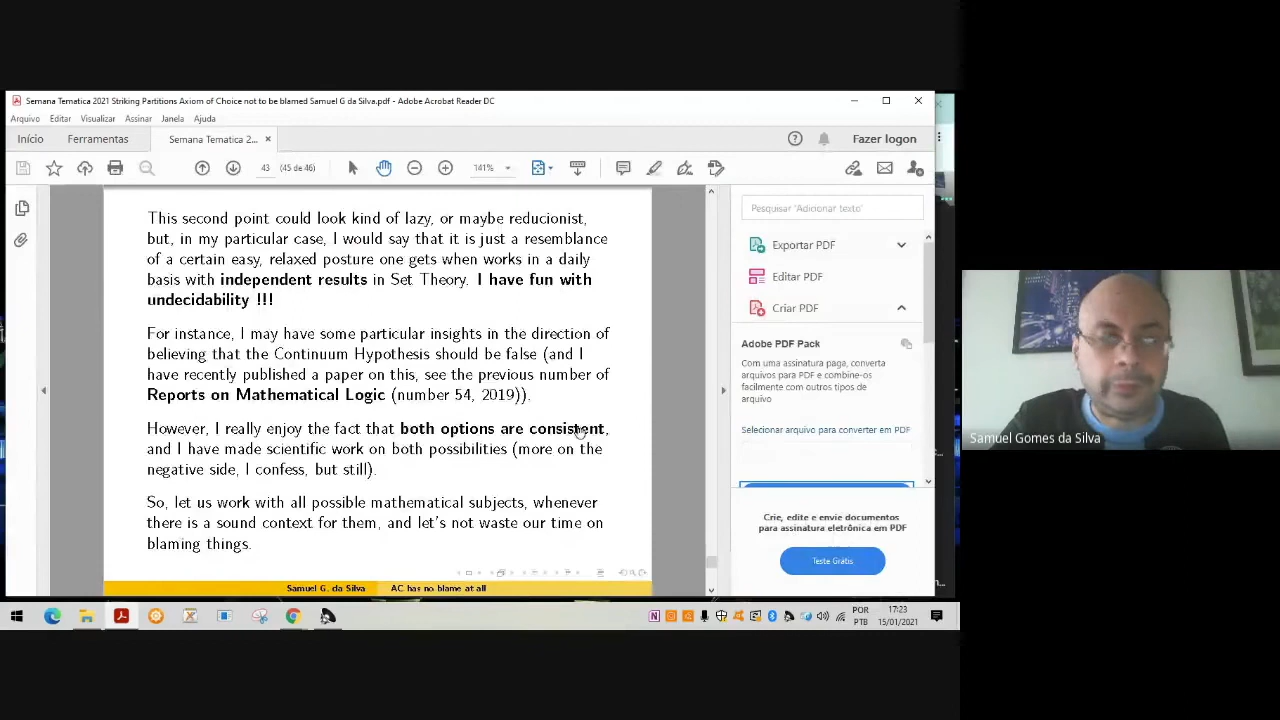 Semana Tematica 2021 Striking Partitions Axiom of Choice not to be blamed Samuel G da Silva.pdf - Adobe Acrobat Reader DC
Arquivo Editar Visualizar Assinar Janela Ajuda
Início Ferramentas Semana Tematica 2... × Fazer logon
43 (45 de 46) 141%
This second point could look kind of lazy, or maybe reducionist,
but, in my particular case, I would say that it is just a resemblance
of a certain easy, relaxed posture one gets when works in a daily
basis with independent results in Set Theory. I have fun with
undecidability !!!
For instance, I may have some particular insights in the direction of
believing that the Continuum Hypothesis should be false (and I
have recently published a paper on this, see the previous number of
Reports on Mathematical Logic (number 54, 2019)).
However, I really enjoy the fact that both options are consistent,
and I have made scientific work on both possibilities (more on the
negative side, I confess, but still).
So, let us work with all possible mathematical subjects, whenever
there is a sound context for them, and let's not waste our time on
blaming things.
Samuel G. da Silva AC has no blame at all
Pesquisar 'Adicionar texto'
Exportar PDF
Editar PDF
Criar PDF
Adobe PDF Pack
Com uma assinatura paga, converta
arquivos para PDF e combine-os
facilmente com outros tipos de
arquivo
Selecionar arquivo para converter em PDF
Crie, edite e envie documentos
para assinatura eletrônica em PDF
Teste Grátis
Samuel Gomes da Silva
POR
PTB
17:23
15/01/2021